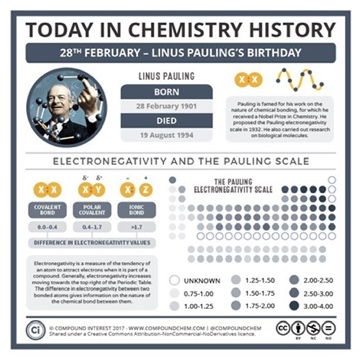 TODAY IN CHEMISTRY HISTORY
28TH FEBRUARY – LINUS PAULING'S BIRTHDAY
LINUS PAULING
BORN
28 February 1901
DIED
19 August 1994
X X
Pauling is famed for his work on the
nature of chemical bonding, for which he
received a Nobel Prize in Chemistry. He
proposed the Pauling electronegativity
scale in 1932. He also carried out research
on biological molecules.
ELECTRONEGATIVITY AND THE PAULING SCALE
X X
δ+ δ-
X Y
+ -
X Z
COVALENT
BOND
POLAR
COVALENT
IONIC
BOND
0.0-0.4
0.4-1.7
>1.7
DIFFERENCE IN ELECTRONEGATIVITY VALUES
Electronegativity is a measure of the tendency
of an atom to attract electrons when it is part of a
compound. Generally, electronegativity increases
moving towards the top right of the Periodic Table.
The difference in electronegativity between two
bonded atoms gives information on the nature of
the chemical bond between them.
THE PAULING
ELECTRONEGATIVITY SCALE
UNKNOWN
0.75-1.00
1.00-1.25
1.25-1.50
1.50-1.75
1.75-2.00
2.00-2.50
2.50-3.00
3.00-4.00
Ci
© COMPOUND INTEREST 2017 - WWW.COMPOUNDCHEM.COM | @COMPOUNDCHEM
Shared under a Creative Commons Attribution-NonCommercial-NoDerivatives licence.
CC
BY NC ND